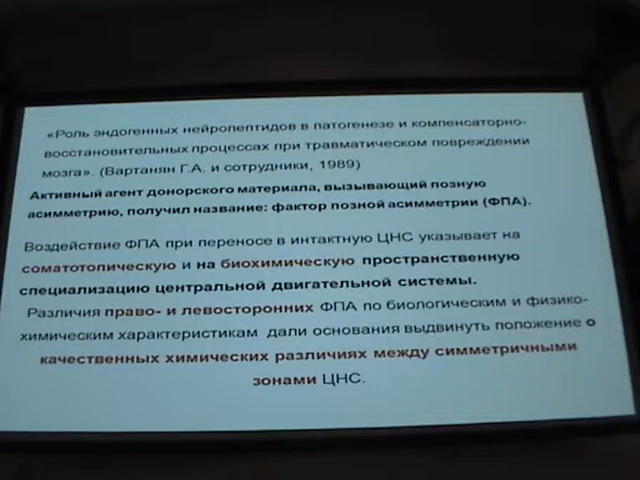 «Роль эндогенных нейропептидов в патогенезе и компенсаторно-
восстановительных процессах при травматическом повреждении
мозга». (Вартанян Г.А. и сотрудники, 1989)
Активный агент донорского материала, вызывающий позную
асимметрию, получил название: фактор позной асимметрии (ФПА).
Воздействие ФПА при переносе в интактную ЦНС указывает на
соматотопическую и на биохимическую пространственную
специализацию центральной двигательной системы.
Различия право- и левосторонних ФПА по биологическим и физико-
химическим характеристикам дали основания выдвинуть положение о
качественных химических различиях между симметричными
зонами ЦНС.